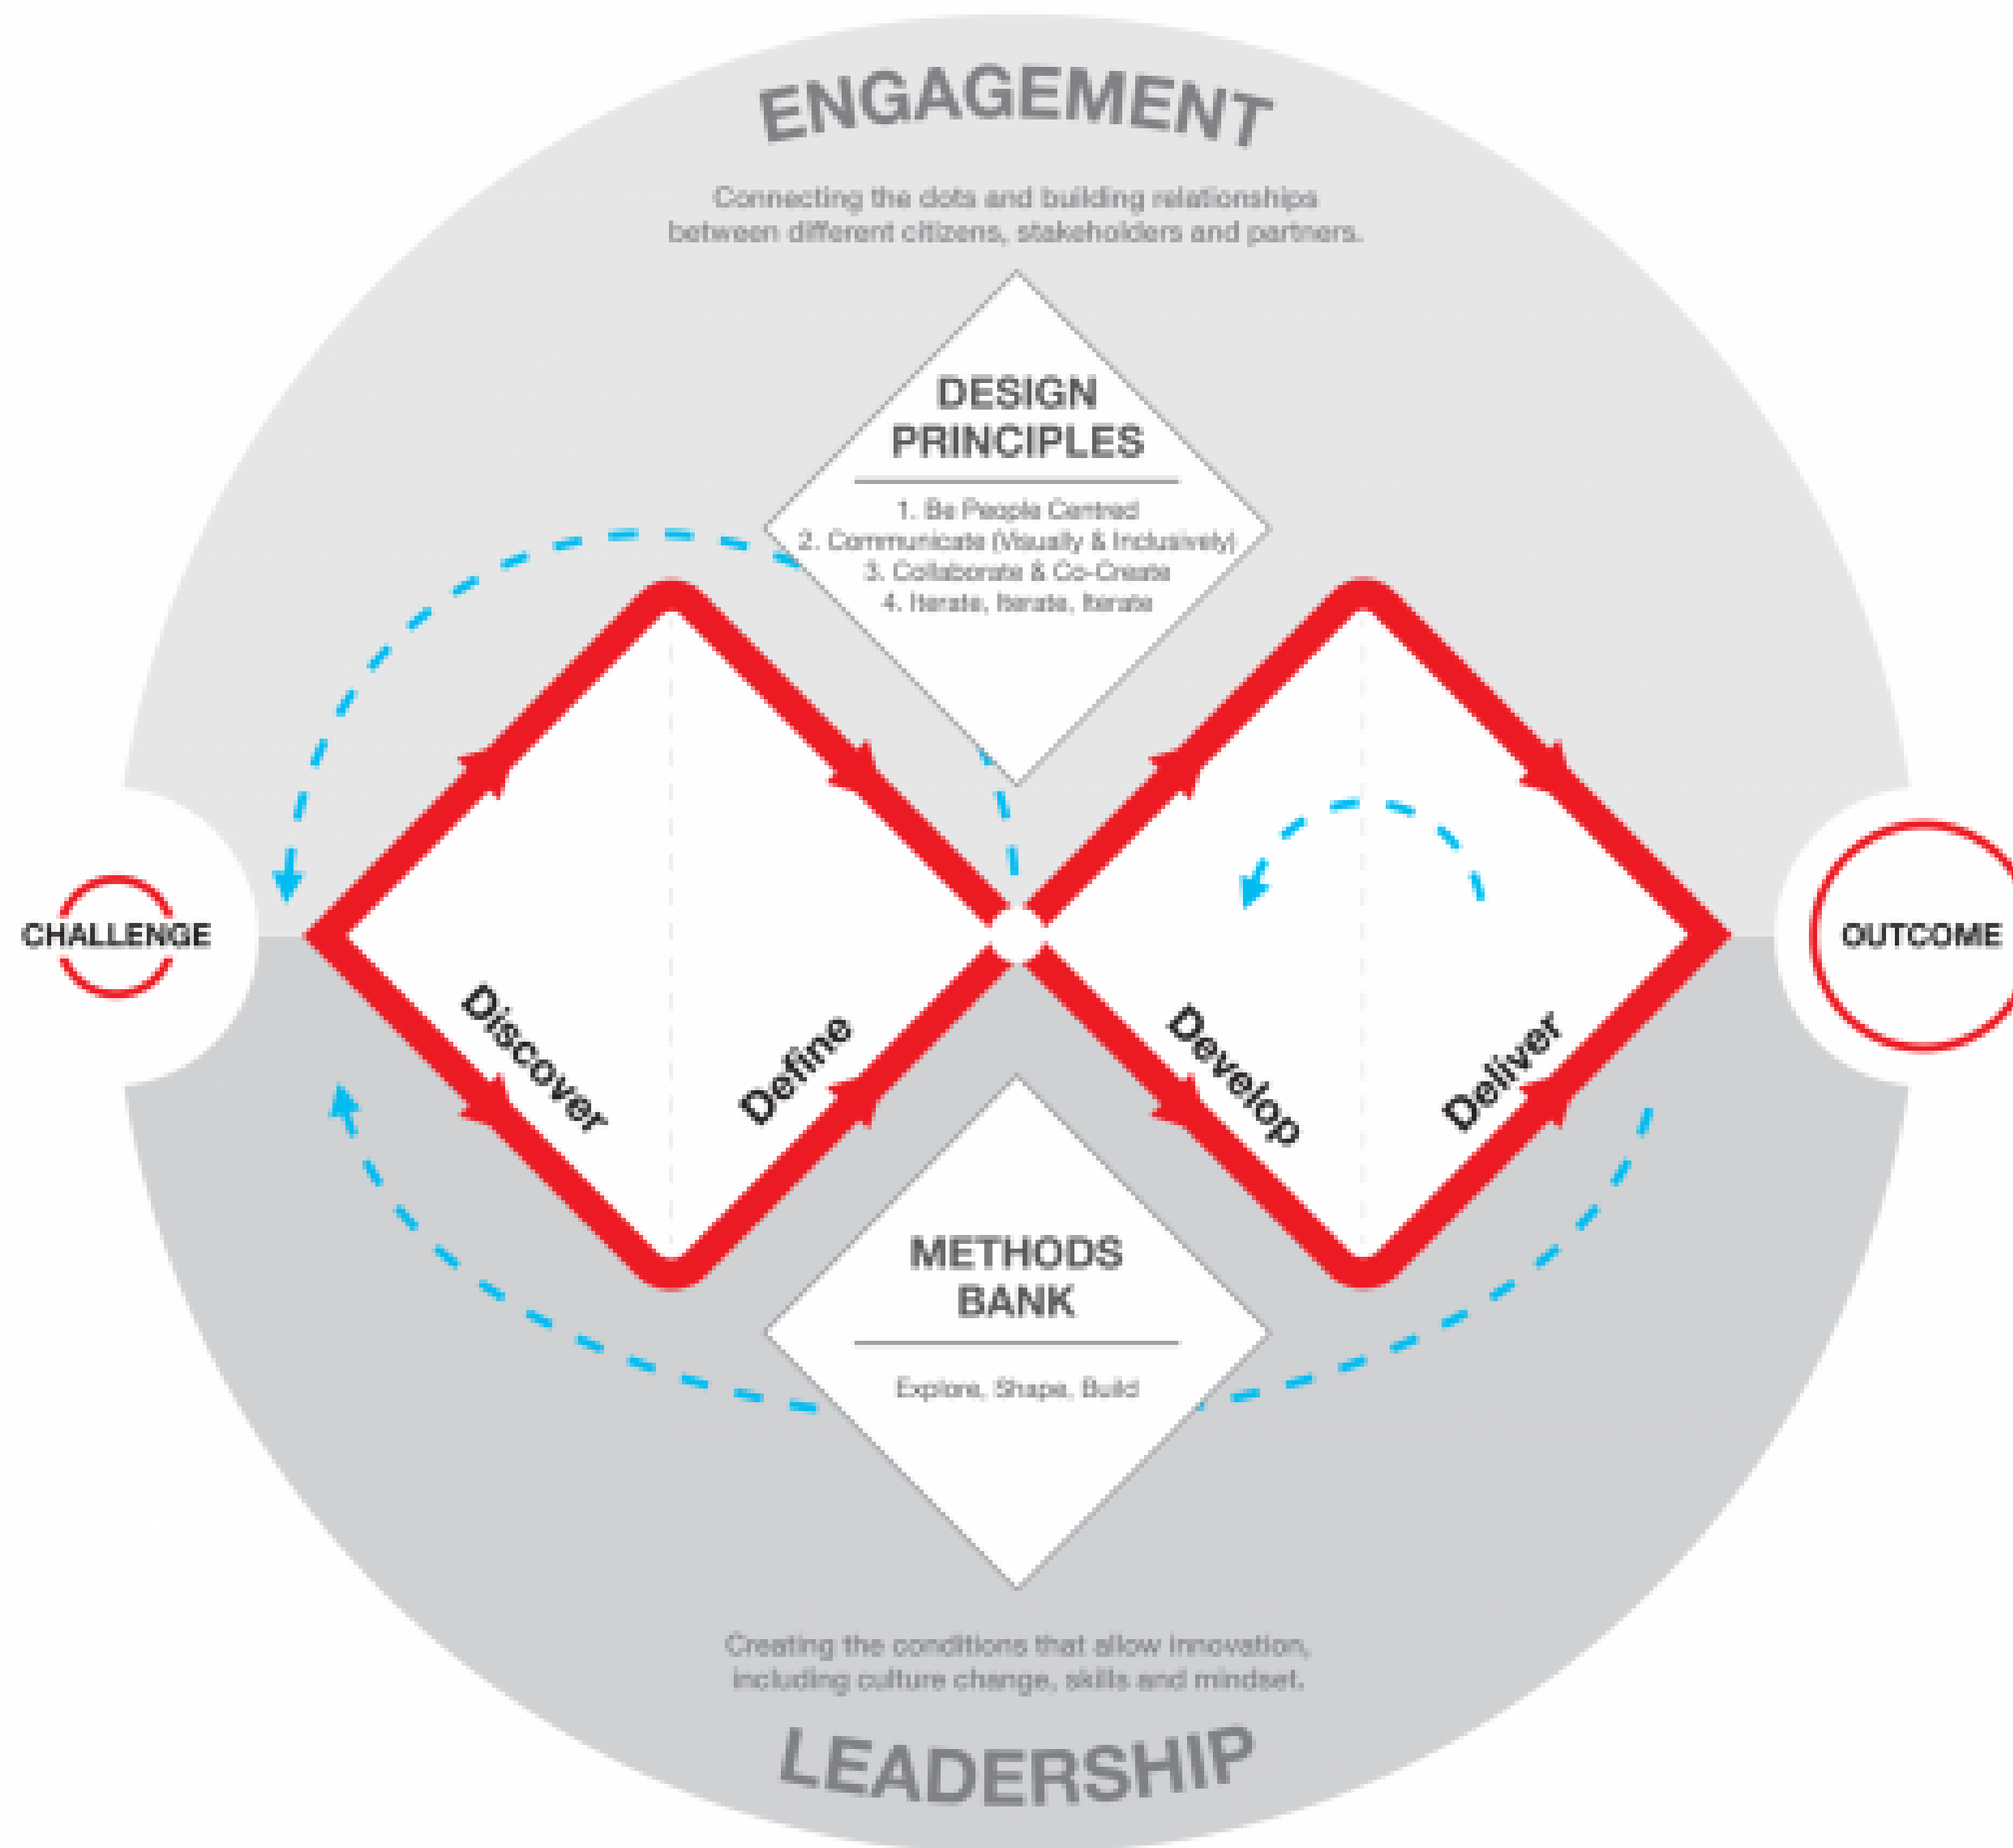 ENGAGEMENT
Connecting the dots and building relationships
between different citizens, stakeholders and partners.
DESIGN
PRINCIPLES
1. Be People Centred
2. Communicate (Visually & Inclusively)
3. Collaborate & Co-Create
4. Iterate, Iterate, Iterate
CHALLENGE
OUTCOME
Discover
Define
Develop
Deliver
METHODS
BANK
Explore, Shape, Build
Creating the conditions that allow innovation,
including culture change, skills and mindset.
LEADERSHIP